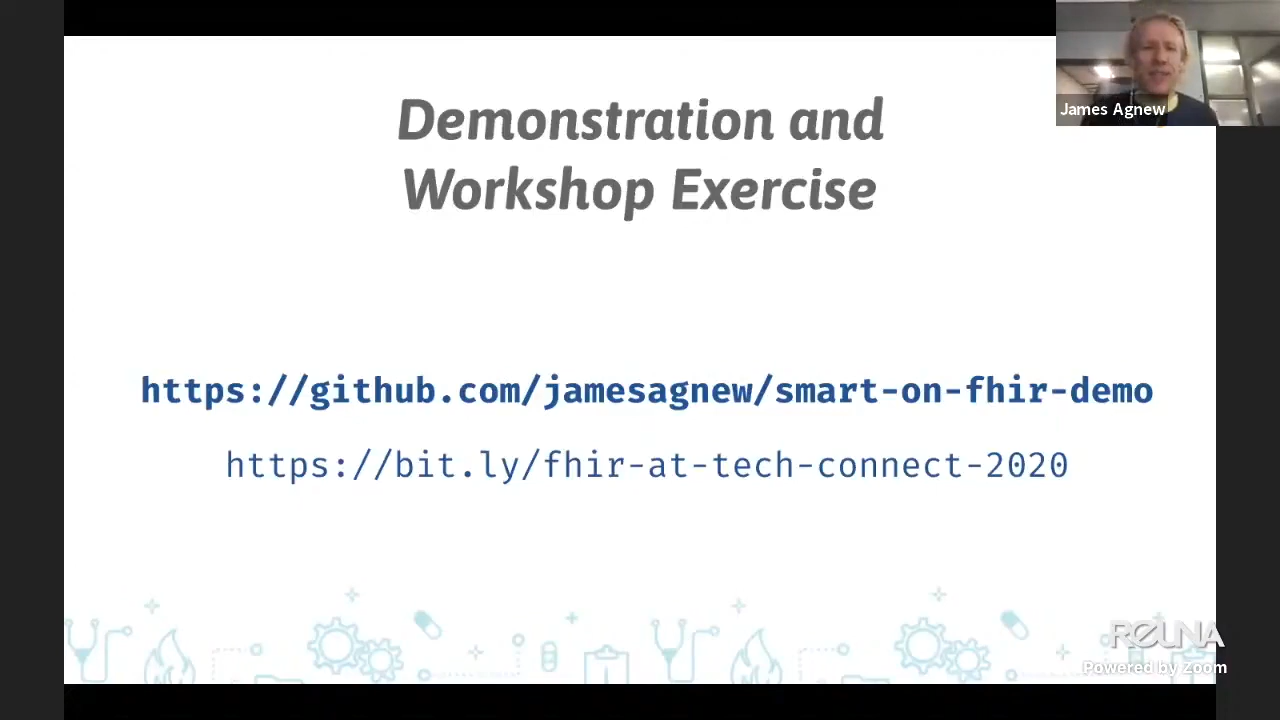 Demonstration and
Workshop Exercise
https://github.com/jamesagnew/smart-on-fhir-demo
https://bit.ly/fhir-at-tech-connect-2020
James Agnew
RELNA
Powered by Zoom